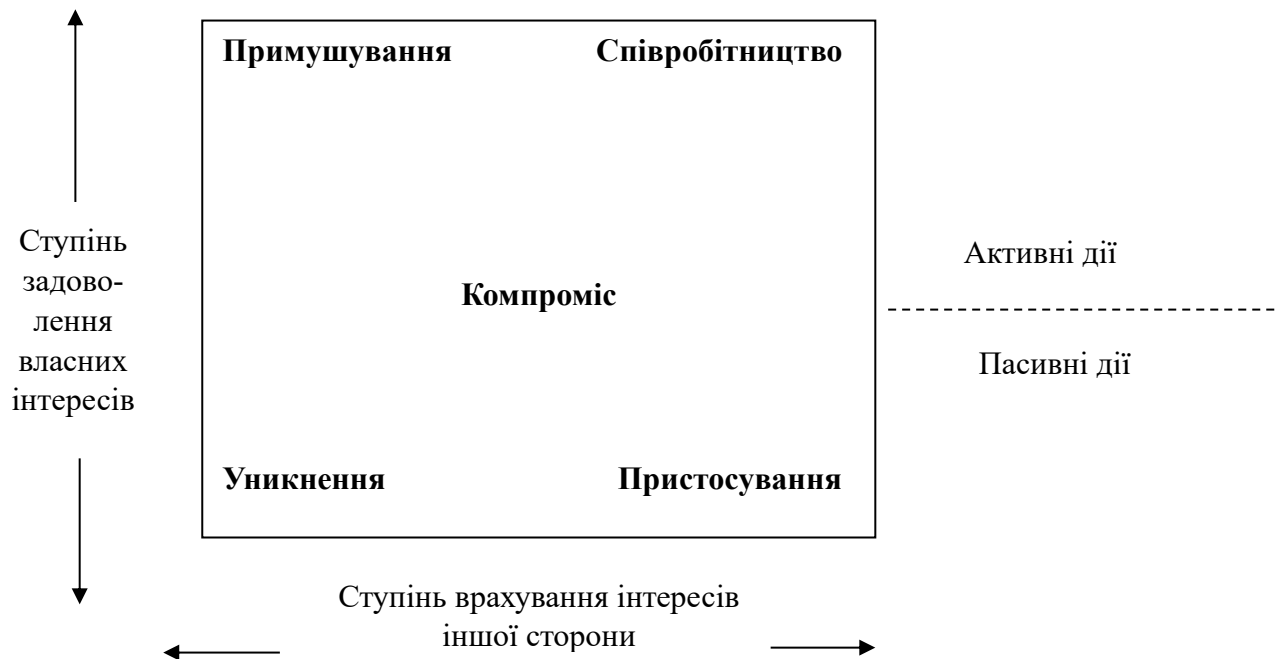 Примушування
Співробітництво
Ступінь
задово-
лення
власних
інтересів
Компроміс
Активні дії
Пасивні дії
Уникнення
Пристосування
Ступінь врахування інтересів
іншої сторони